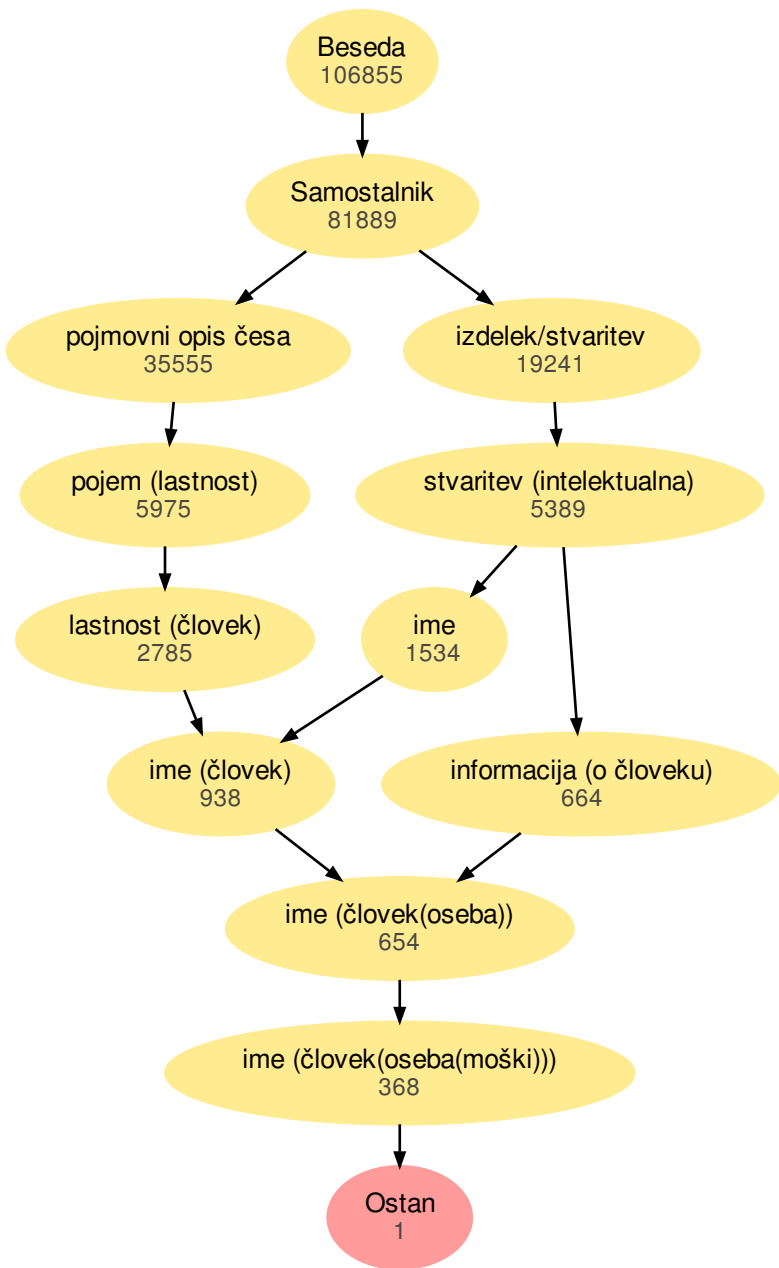 Beseda
106855
Samostalnik
81889
pojmovni opis česa
35555
izdelek/stvaritev
19241
pojem (lastnost)
5975
stvaritev (intelektualna)
5389
lastnost (človek)
2785
ime
1534
ime (človek)
938
informacija (o človeku)
664
ime (človek(oseba))
654
ime (človek(oseba(moški)))
368
Ostan
1